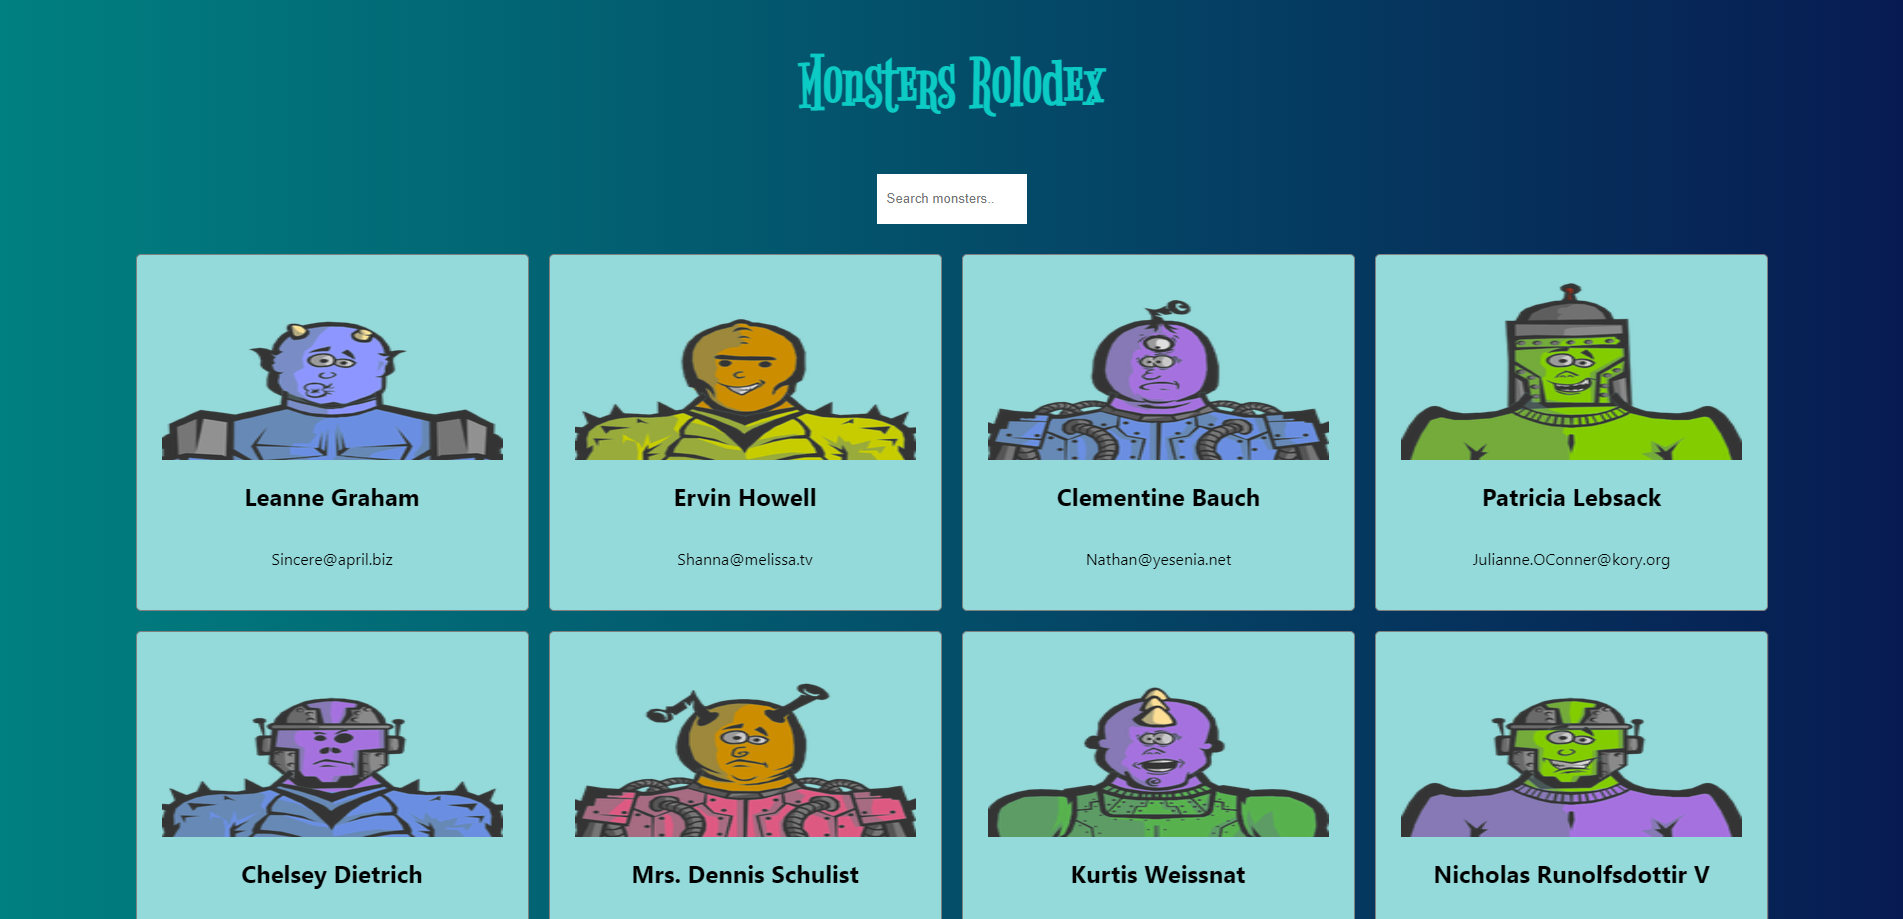 Monsters Rolodex
Search monsters..
Leanne Graham
Sincere@april.biz
Ervin Howell
Shanna@melissa.tv
Clementine Bauch
Nathan@yesenia.net
Patricia Lebsack
Julianne.OConner@kory.org
Chelsey Dietrich
Mrs. Dennis Schulist
Kurtis Weissnat
Nicholas Runolfsdottir V